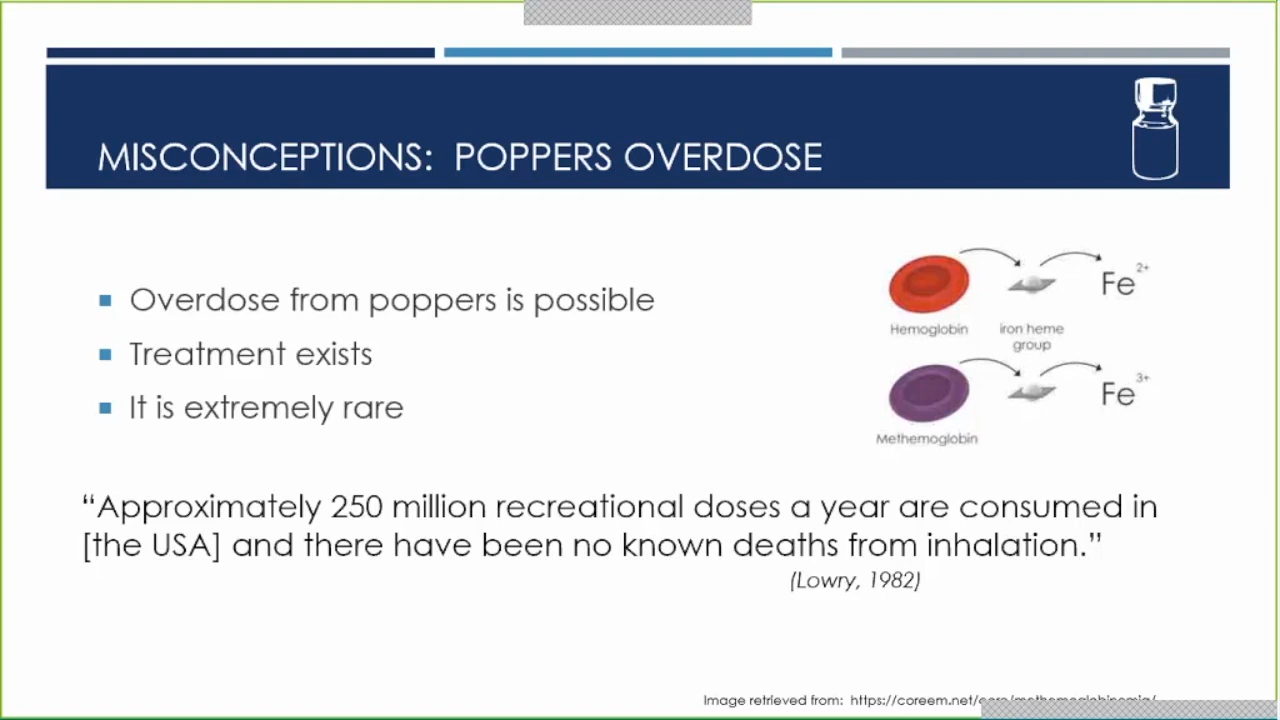 MISCONCEPTIONS: POPPERS OVERDOSE
Overdose from poppers is possible
Treatment exists
It is extremely rare
Fe 2+
Hemoglobin
iron heme
group
Fe 3+
Methemoglobin
“Approximately 250 million recreational doses a year are consumed in
[the USA] and there have been no known deaths from inhalation.”
(Lowry, 1982)
Image retrieved from: https://coreem.net/core/methemoglobinemia/